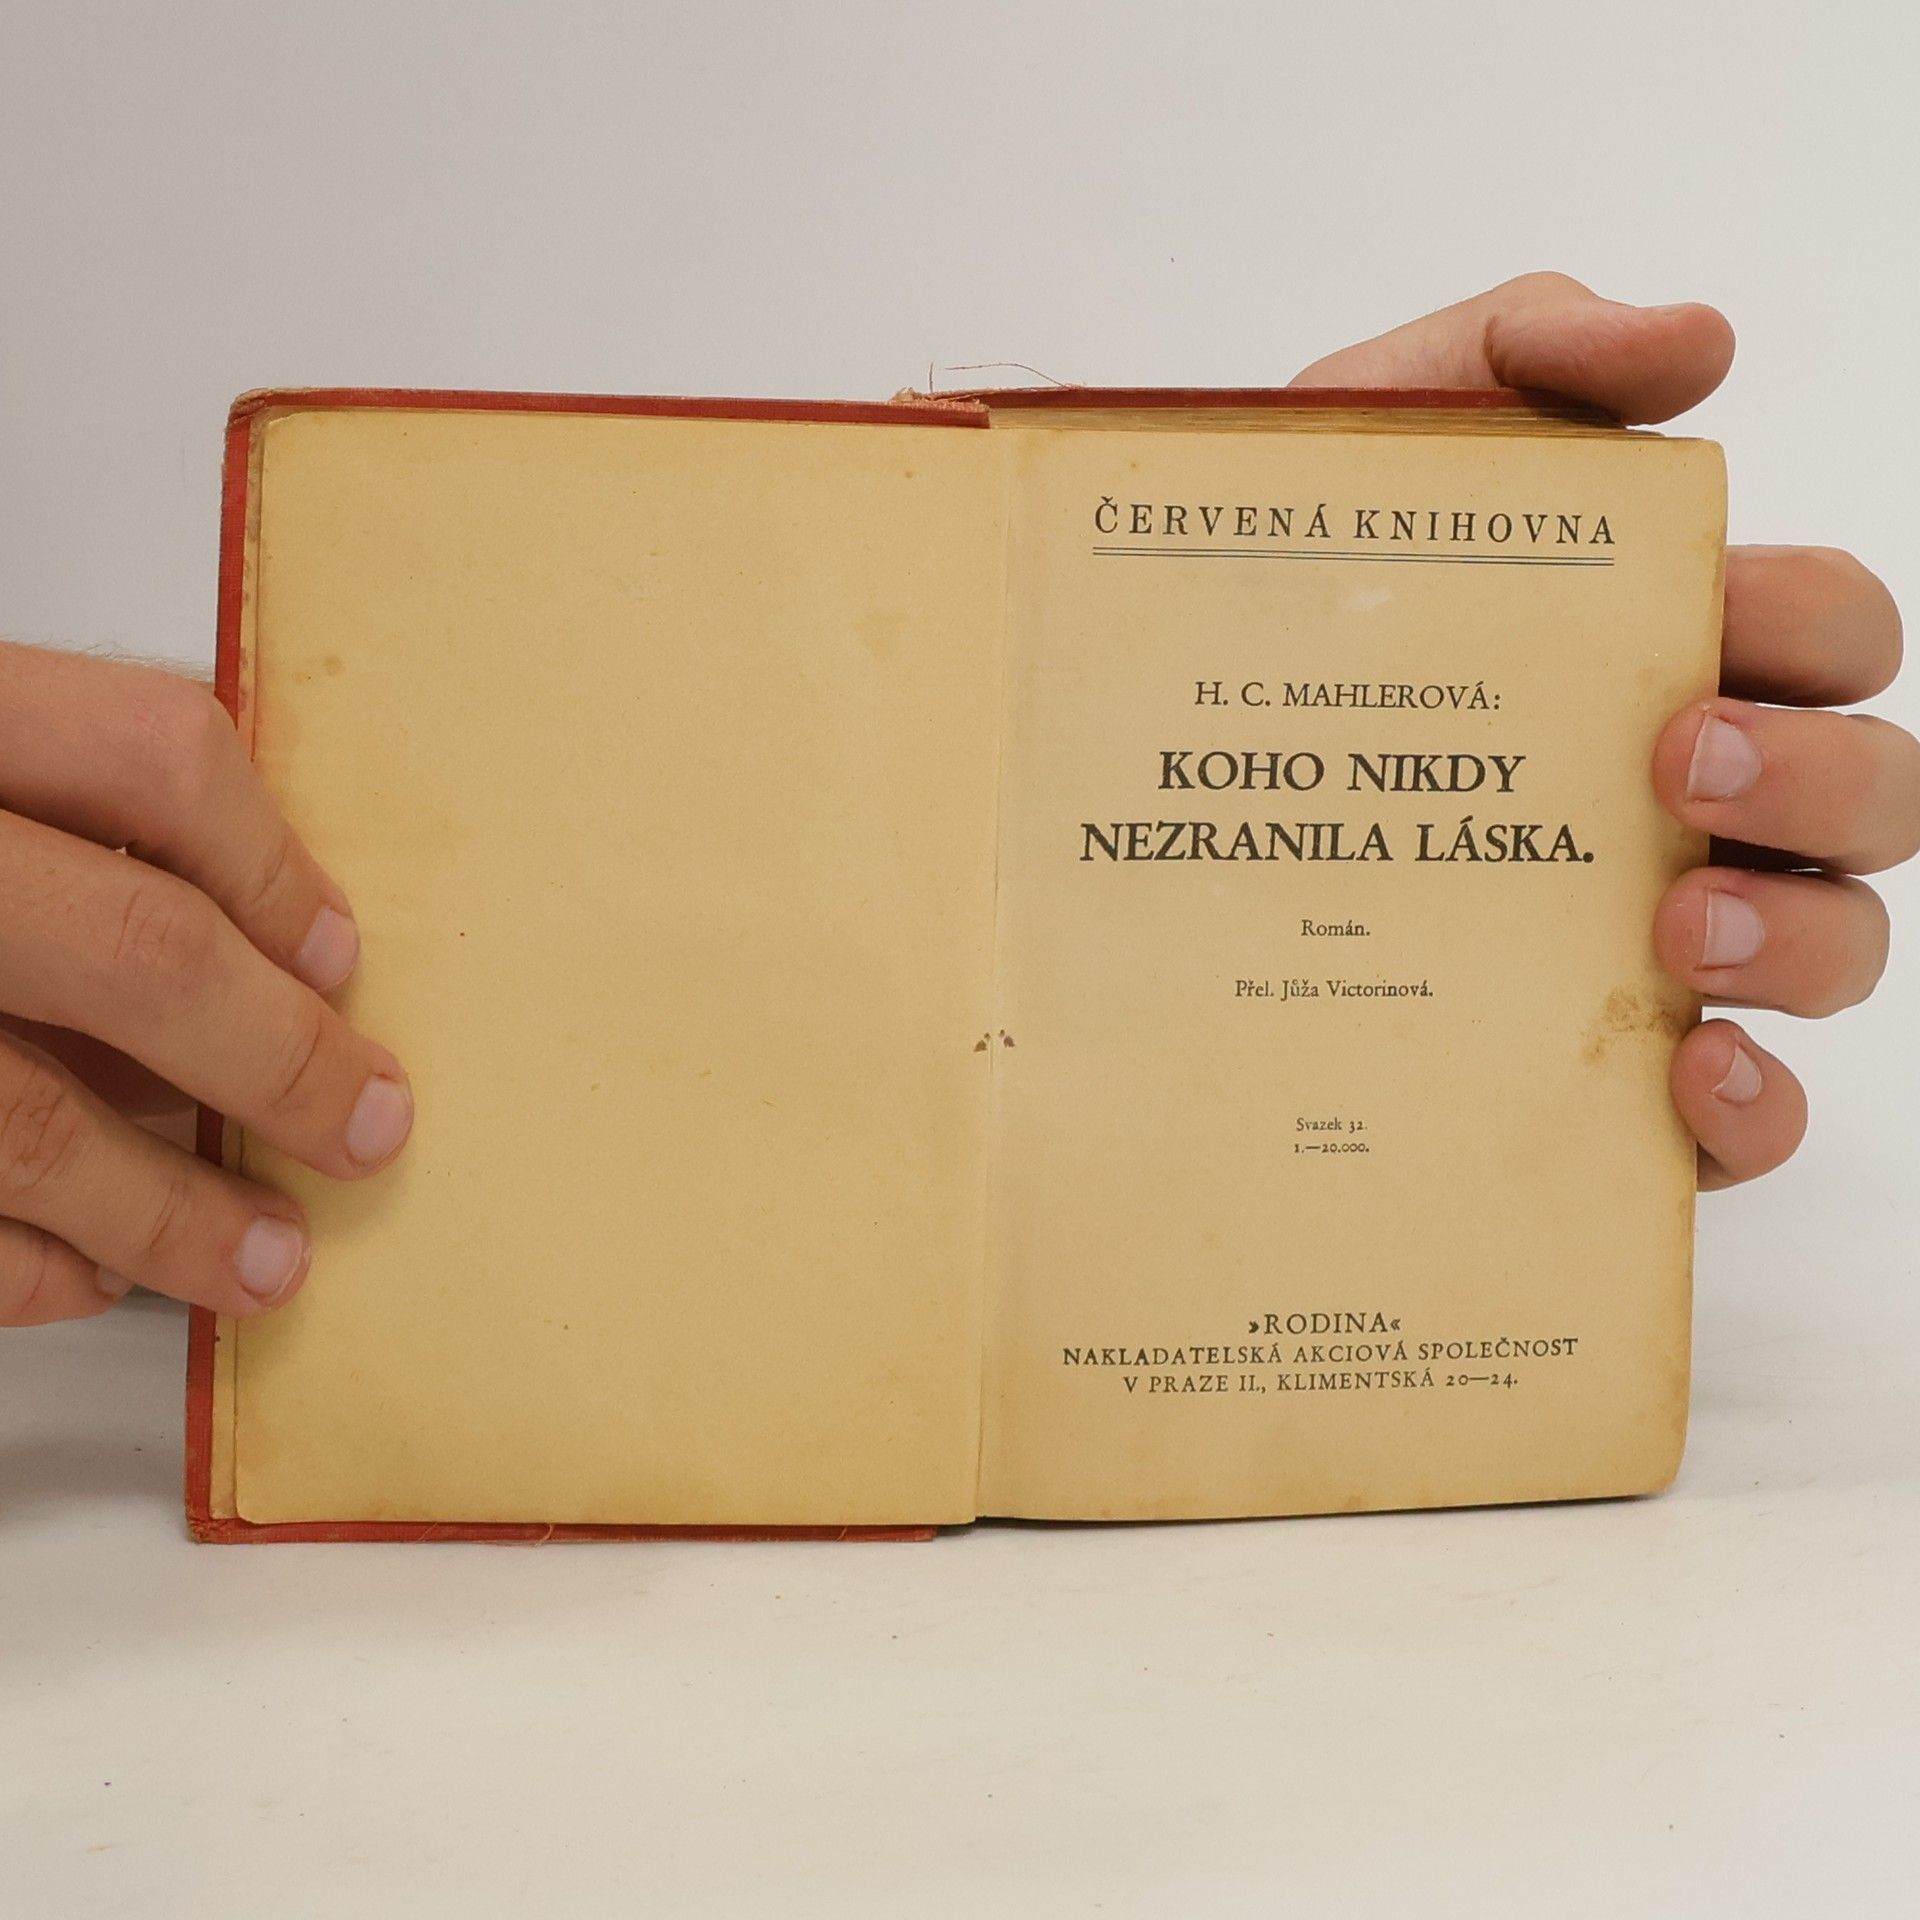 ČERVENÁ KNIHOVNA
H. C. MAHLEROVÁ:
KOHO NIKDY
NEZRANILA LÁSKA.
Román.
Přel. Jůža Victorinová.
Svazek 32.
1.—20.000.
»RODINA«
NAKLADATELSKÁ AKCIOVÁ SPOLEČNOST
V PRAZE II., KLIMENTSKÁ 20—24.